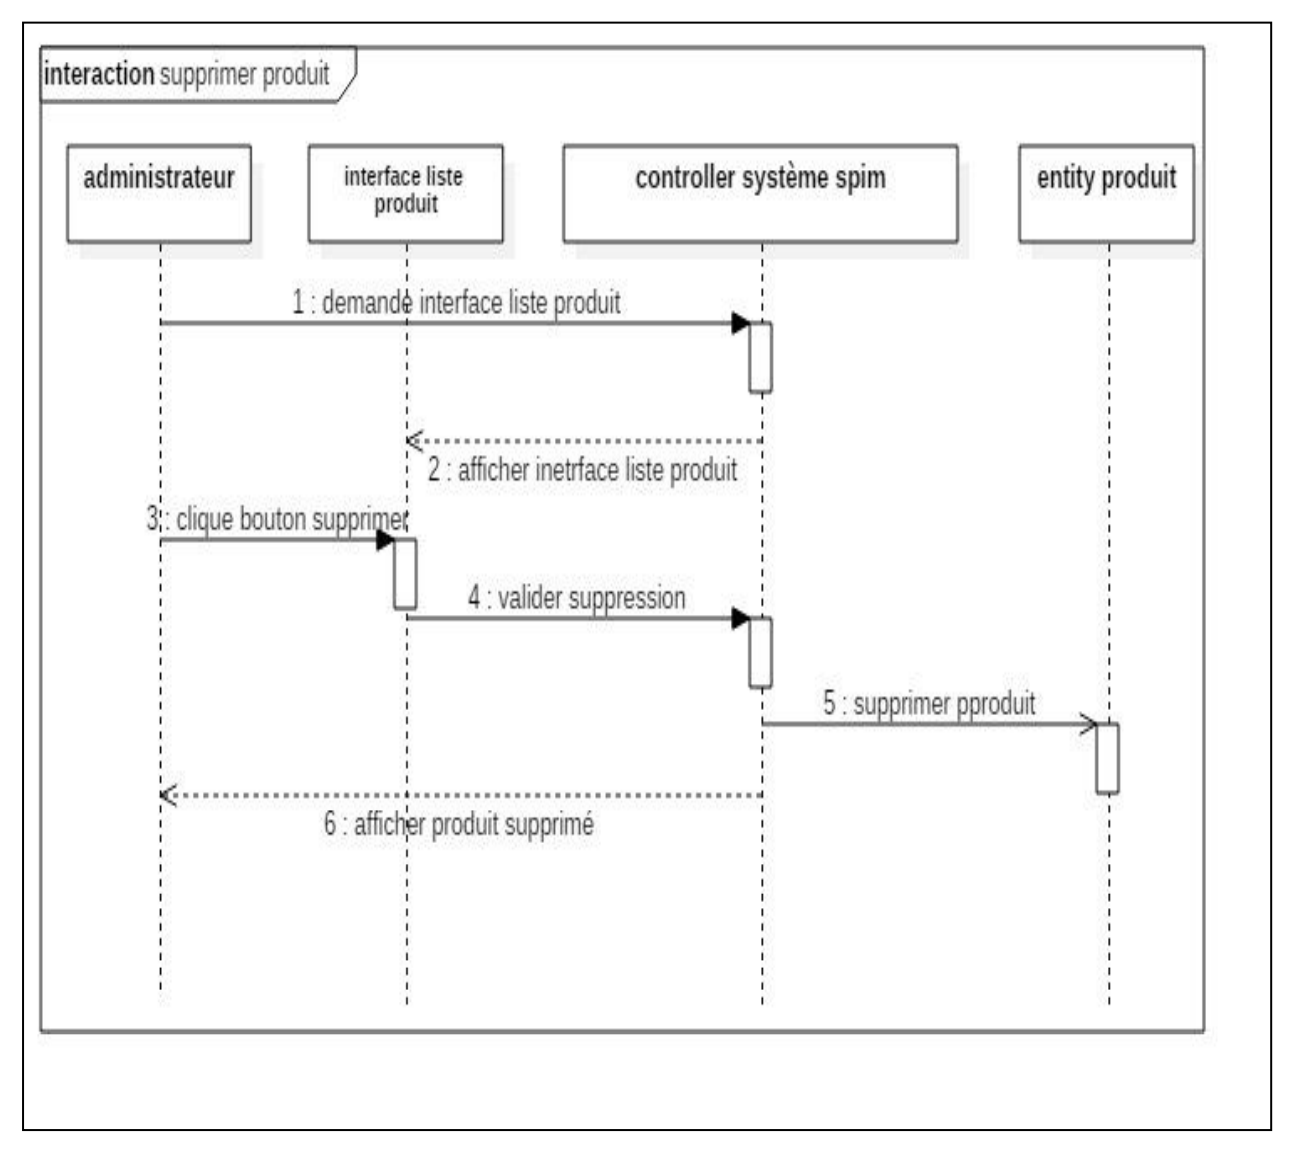 interaction supprimer produit
administrateur
interface liste
produit
controller système spim
entity produit
1 : demande interface liste produit
2 : afficher inetrface liste produit
3 : clique bouton supprimer
4 : valider suppression
5 : supprimer pproduit
6 : afficher produit supprimé